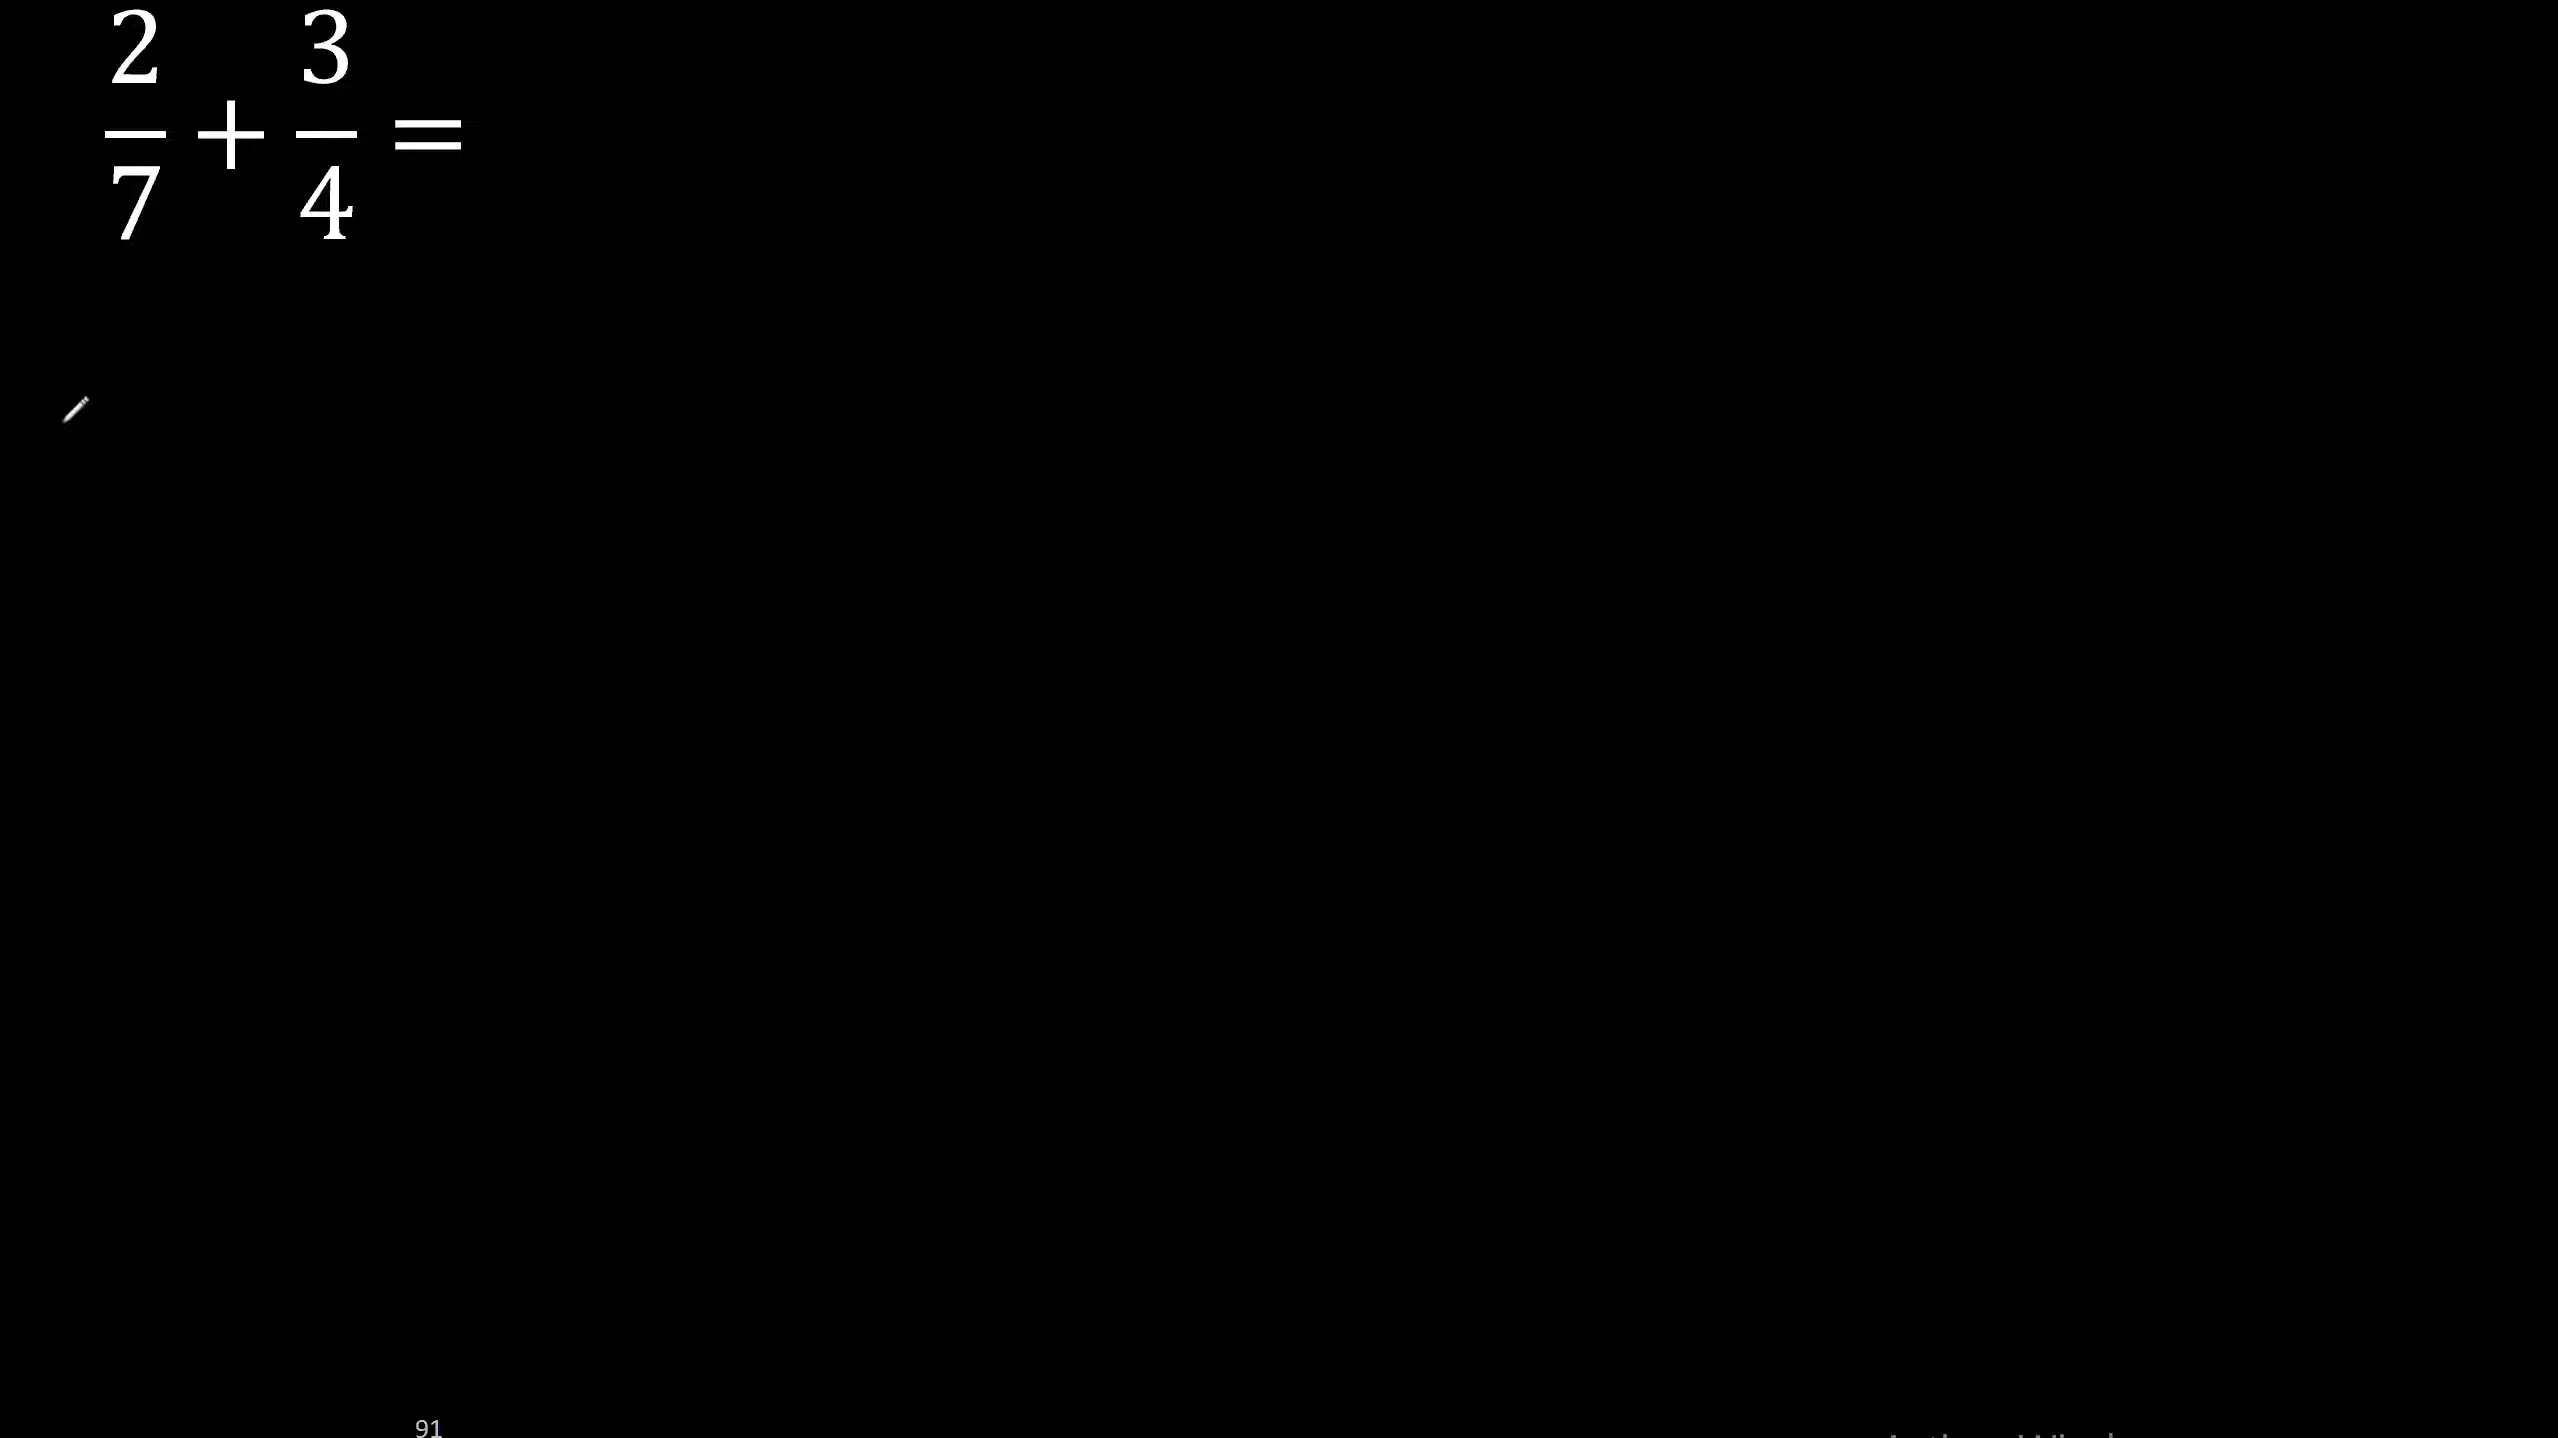 2/7 + 3/4 =
91